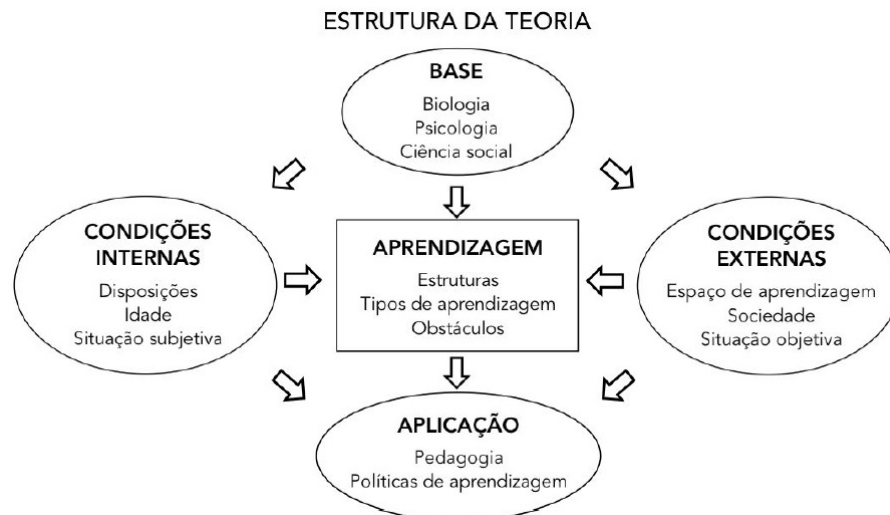 ESTRUTURA DA TEORIA
BASE
Biologia
Psicologia
Ciência social
CONDIÇÕES
INTERNAS
Disposições
Idade
Situação subjetiva
APRENDIZAGEM
Estruturas
Tipos de aprendizagem
Obstáculos
CONDIÇÕES
EXTERNAS
Espaço de aprendizagem
Sociedade
Situação objetiva
APLICAÇÃO
Pedagogia
Políticas de aprendizagem